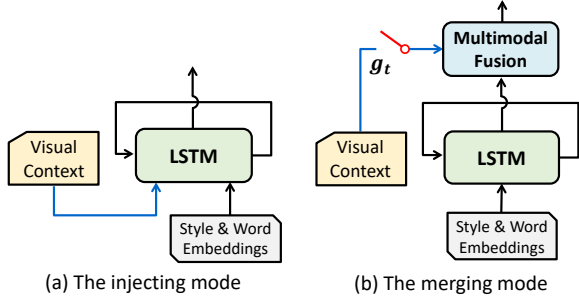 Visual
Context
LSTM
Style & Word
Embeddings
(a) The injecting mode
g_t
Multimodal
Fusion
Visual
Context
LSTM
Style & Word
Embeddings
(b) The merging mode